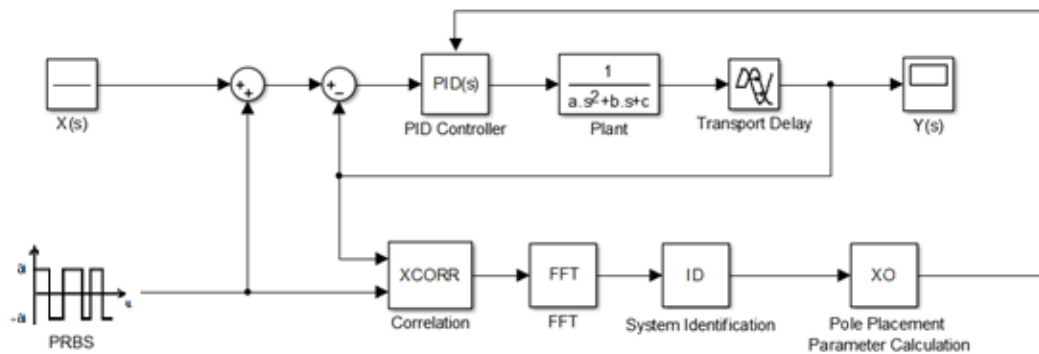 X(s)
+
+
+
−
PID(s)
PID Controller
1
a.s²+b.s+c
Plant
Transport Delay
Y(s)
a
-a
PRBS
XCORR
Correlation
FFT
FFT
ID
System Identification
XO
Pole Placement
Parameter Calculation